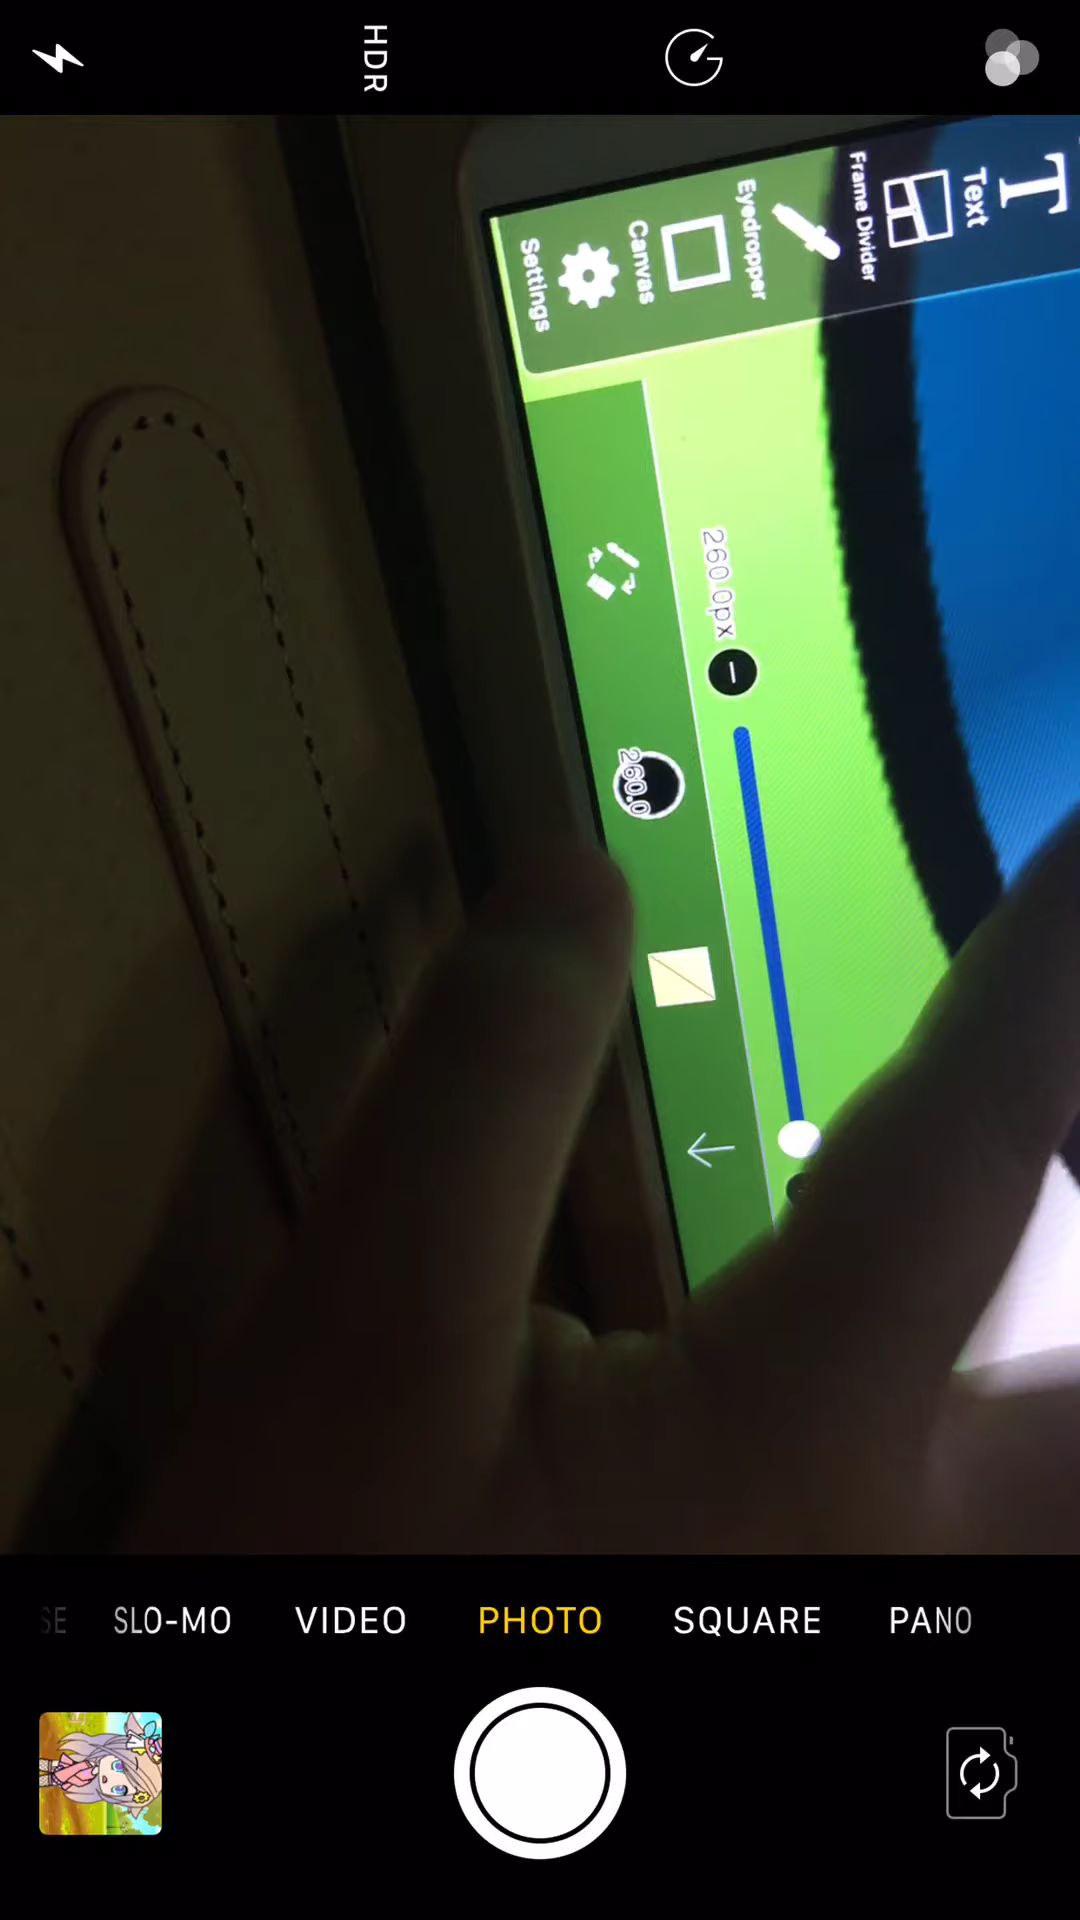 HDR
T
Text
Frame Divider
Eyedropper
Canvas
Settings
260.0px
260.0
SLO-MO
VIDEO
PHOTO
SQUARE
PANO